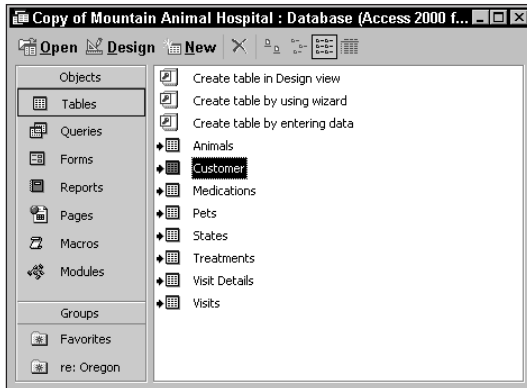 Copy of Mountain Animal Hospital : Database (Access 2000 f...
Open Design New
Objects
Tables
Queries
Forms
Reports
Pages
Macros
Modules
Groups
Favorites
re: Oregon
Create table in Design view
Create table by using wizard
Create table by entering data
Animals
Customer
Medications
Pets
States
Treatments
Visit Details
Visits